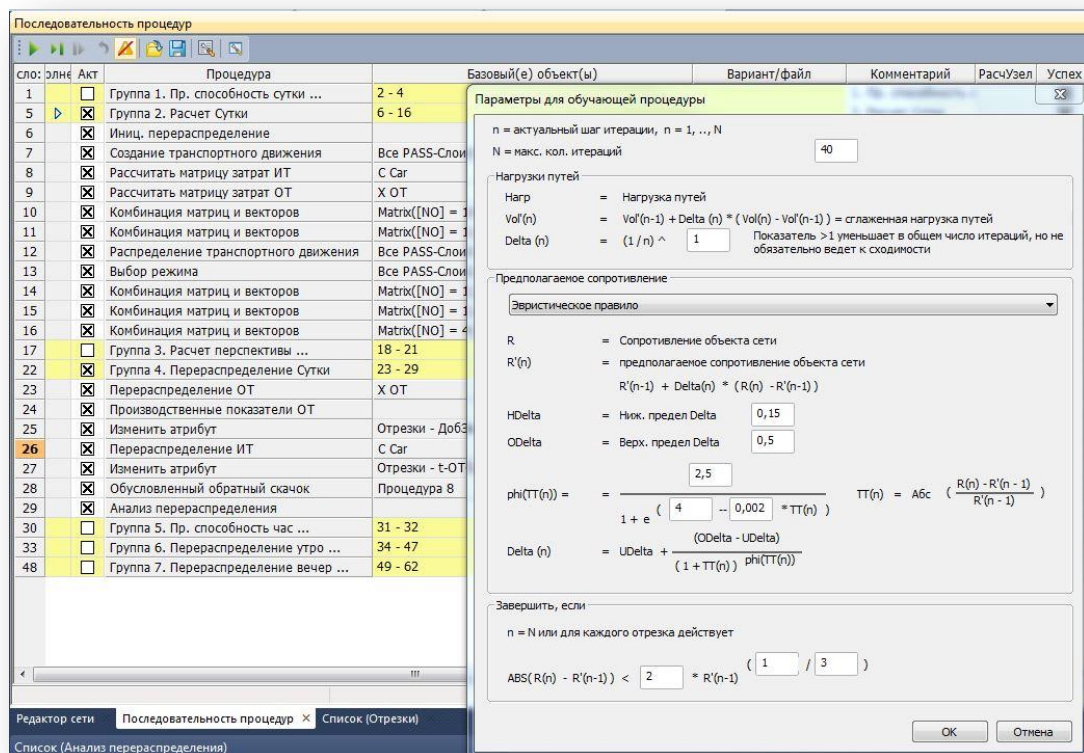 Последовательность процедур
сло: элне Акт Процедура Базовый(е) объект(ы) Вариант/файл Комментарий РасчУзел Успех
1 Группа 1. Пр. способность сутки ... 2 - 4
5 Группа 2. Расчет Сутки 6 - 16
6 Иниц. перераспределение
7 Создание транспортного движения Все PASS-Слои
8 Рассчитать матрицу затрат ИТ C Car
9 Рассчитать матрицу затрат ОТ X ОТ
10 Комбинация матриц и векторов Matrix([NO] = 1
11 Комбинация матриц и векторов Matrix([NO] = 1
12 Распределение транспортного движения Все PASS-Слои
13 Выбор режима Все PASS-Слои
14 Комбинация матриц и векторов Matrix([NO] = 1
15 Комбинация матриц и векторов Matrix([NO] = 1
16 Комбинация матриц и векторов Matrix([NO] = 4
17 Группа 3. Расчет перспективы ... 18 - 21
22 Группа 4. Перераспределение Сутки 23 - 29
23 Перераспределение ОТ X ОТ
24 Производственные показатели ОТ
25 Изменить атрибут Отрезки - Доб
26 Перераспределение ИТ C Car
27 Изменить атрибут Отрезки - t-ОТ
28 Обусловленный обратный скачок Процедура 8
29 Анализ перераспределения
30 Группа 5. Пр. способность час ... 31 - 32
33 Группа 6. Перераспределение утро ... 34 - 47
48 Группа 7. Перераспределение вечер ... 49 - 62
Редактор сети Последовательность процедур × Список (Отрезки)
Список (Анализ перераспределения)
Параметры для обучающей процедуры
n = актуальный шаг итерации, n = 1, .., N
N = макс. кол. итераций 40
Нагрузки путей
Нагр = Нагрузка путей
Vol'(n) = Vol'(n-1) + Delta (n) * ( Vol(n) - Vol'(n-1) ) = сглаженная нагрузка путей
Delta (n) = (1 / n) ^ 1 Показатель >1 уменьшает в общем число итераций, но не
обязательно ведет к сходимости
Предполагаемое сопротивление
Эвристическое правило
R = Сопротивление объекта сети
R'(n) = предполагаемое сопротивление объекта сети
R'(n-1) + Delta(n) * ( R(n) - R'(n-1) )
HDelta = Ниж. предел Delta 0,15
ODelta = Верх. предел Delta 0,5
2,5
phi(TT(n)) = = 1 + e ( 4 -- 0,002 * TT(n) ) TT(n) = Абс ( R(n) - R'(n - 1)
R'(n - 1) )
(ODelta - UDelta)
Delta (n) = UDelta + ( 1 + TT(n) ) phi(TT(n))
Завершить, если
n = N или для каждого отрезка действует
ABS( R(n) - R'(n-1) ) < 2 * R'(n-1) ( 1 / 3 )
OK Отмена